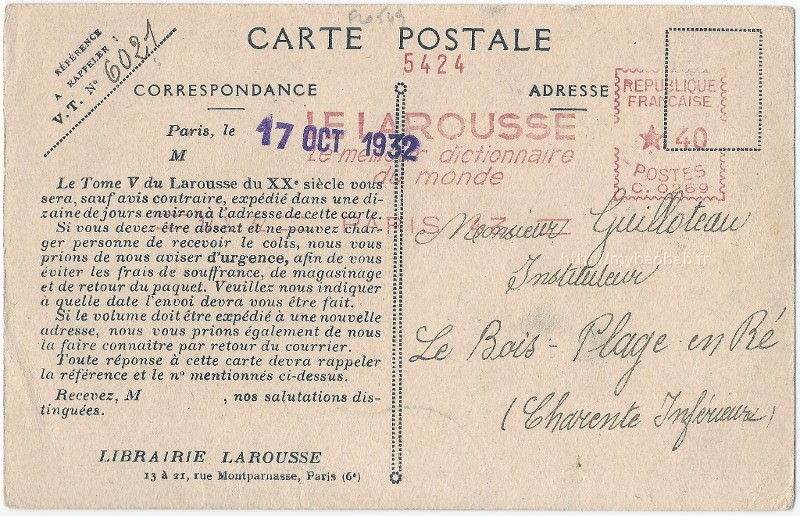 RÉFÉRENCE
A RAPPELER :
V. T. N° 6021
CARTE POSTALE
5424
CORRESPONDANCE
ADRESSE
LE LAROUSSE
Le meilleur dictionnaire
du monde
REPUBLIQUE
FRANCAISE
40
POSTES
C. 0269
Paris, le 17 OCT 1932
M
Le Tome V du Larousse du XXe siècle vous
sera, sauf avis contraire, expédié dans une di-
zaine de jours environ à l'adresse de cette carte.
Si vous devez être absent et ne pouvez char-
ger personne de recevoir le colis, nous vous
prions de nous aviser d'urgence, afin de vous
éviter les frais de souffrance, de magasinage
et de retour du paquet. Veuillez nous indiquer
à quelle date l'envoi devra vous être fait.
Si le volume doit être expédié à une nouvelle
adresse, nous vous prions également de nous
la faire connaitre par retour du courrier.
Toute réponse à cette carte devra rappeler
la référence et le no mentionnés ci-dessus.
Recevez, M , nos salutations dis-
tinguées.
LIBRAIRIE LAROUSSE
13 à 21, rue Montparnasse, Paris (6e)
PARIS
Monsieur Guilloteau
http://mybaobab.fr
Instituteur
Le Bois-Plage en Ré
(Charente Inférieure)